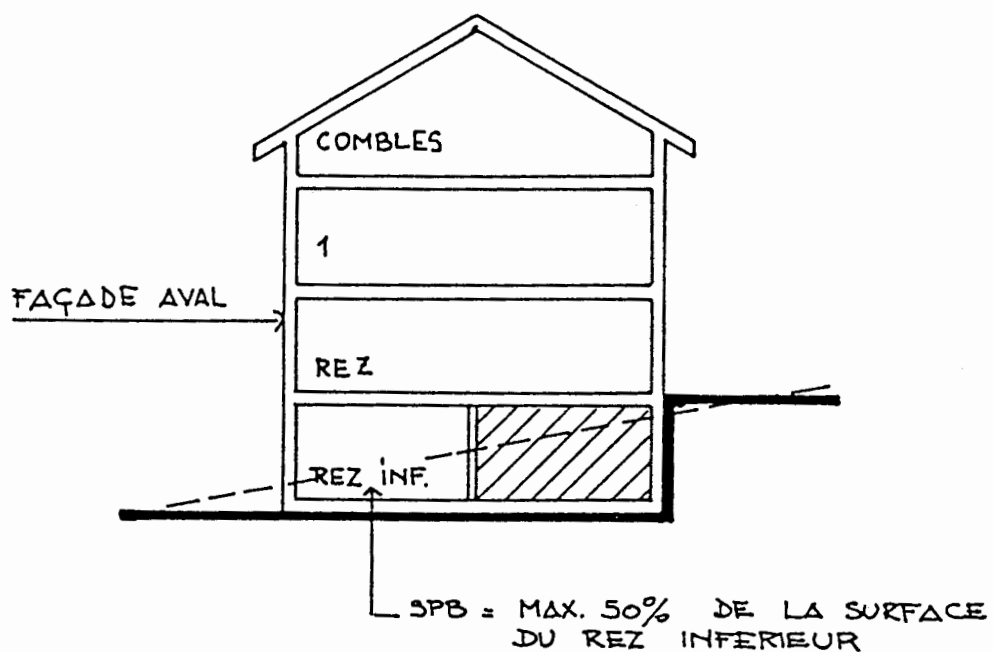 COMBLES
1
FAÇADE AVAL
REZ
REZ INF.
SPB = MAX. 50% DE LA SURFACE
DU REZ INFERIEUR